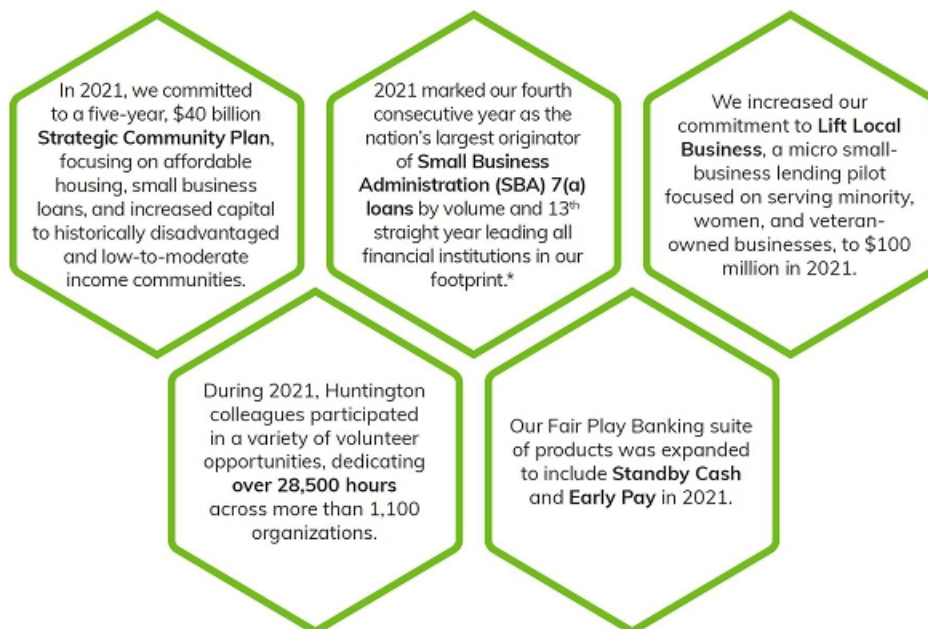 In 2021, we committed
to a five-year, $40 billion
Strategic Community Plan,
focusing on affordable
housing, small business
loans, and increased capital
to historically disadvantaged
and low-to-moderate
income communities.
2021 marked our fourth
consecutive year as the
nation's largest originator
of Small Business
Administration (SBA) 7(a)
loans by volume and 13th
straight year leading all
financial institutions in our
footprint.*
We increased our
commitment to Lift Local
Business, a micro small-
business lending pilot
focused on serving minority,
women, and veteran-
owned businesses, to $100
million in 2021.
During 2021, Huntington
colleagues participated
in a variety of volunteer
opportunities, dedicating
over 28,500 hours
across more than 1,100
organizations.
Our Fair Play Banking suite
of products was expanded
to include Standby Cash
and Early Pay in 2021.